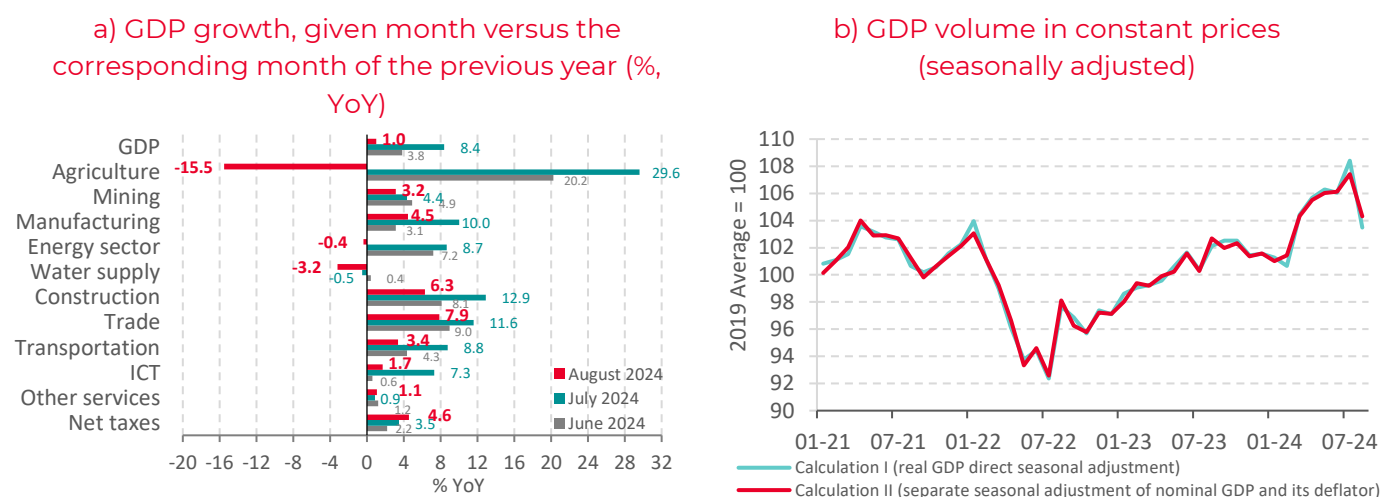 a) GDP growth, given month versus the
corresponding month of the previous year (%,
YoY)
GDP
Agriculture
Mining
Manufacturing
Energy sector
Water supply
Construction
Trade
Transportation
ICT
Other services
Net taxes
1.0
8.4
3.8
-15.5
29.6
20.2
3.2
4.4
4.9
4.5
10.0
3.1
-0.4
8.7
7.2
-3.2
-0.5
0.4
6.3
12.9
8.1
7.9
11.6
9.0
3.4
8.8
4.3
1.7
7.3
0.6
1.1
0.9
1.2
4.6
3.5
2.2
August 2024
July 2024
June 2024
-20 -16 -12 -8 -4 0 4 8 12 16 20 24 28 32
% YoY
b) GDP volume in constant prices
(seasonally adjusted)
2019 Average = 100
110
108
106
104
102
100
98
96
94
92
90
01-21 07-21 01-22 07-22 01-23 07-23 01-24 07-24
Calculation I (real GDP direct seasonal adjustment)
Calculation II (separate seasonal adjustment of nominal GDP and its deflator)